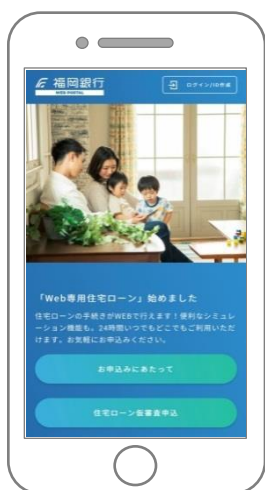 福岡銀行
WEB PORTAL
ログイン/ID作成
「Web専用住宅ローン」始めました
住宅ローンの手続きがWEBで行えます！便利なシミュレ
ーション機能も。24時間いつでもどこでもご利用いただ
けます。お気軽にお申込みください。
お申込みにあたって
住宅ローン仮審査申込